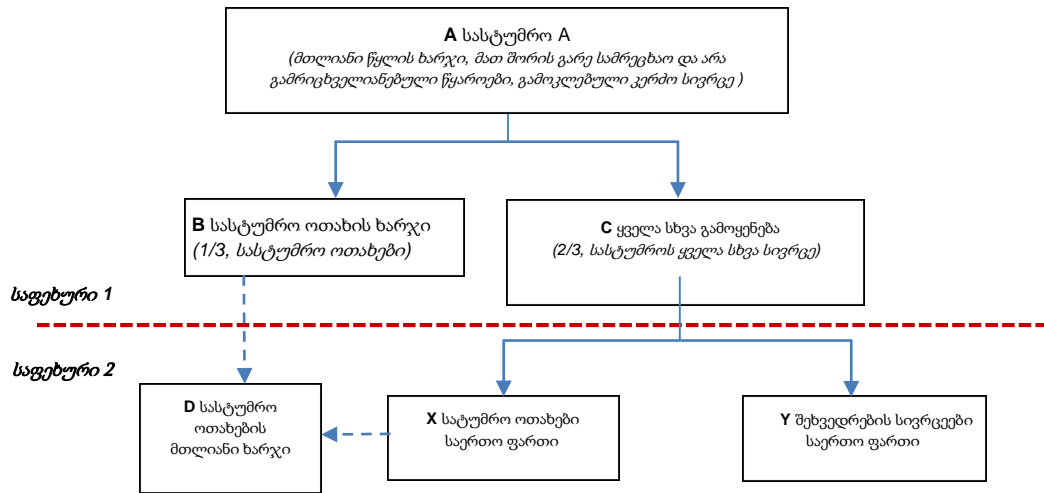 A სასტუმრო A
(მთლიანი წყლის ხარჯი, მათ შორის გარე სამრეცხაო და არა
გამრიცხველიანებული წყაროები, გამოკლებული კერძო სივრცე )
B სასტუმრო ოთახის ხარჯი
(1/3, სასტუმრო ოთახები)
C ყველა სხვა გამოყენება
(2/3, სასტუმროს ყველა სხვა სივრცე)
საფეხური 1
საფეხური 2
D სასტუმრო
ოთახების
მთლიანი ხარჯი
X სატუმრო ოთახები
საერთო ფართი
Y შეხვედრების სივრცეები
საერთო ფართი